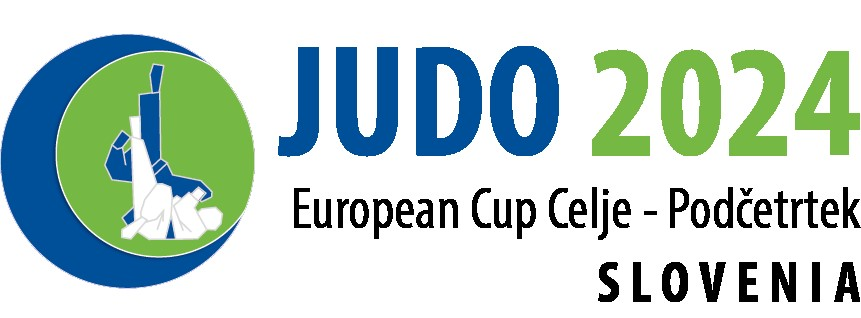 JUDO 2024
European Cup Celje - Podčetrtek
SLOVENIA